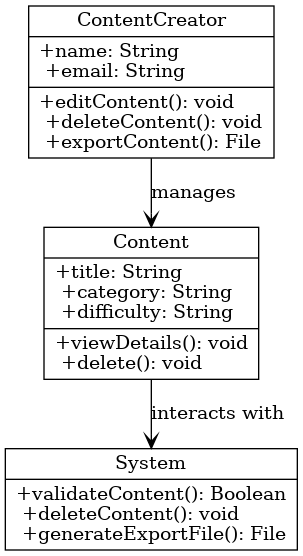 ContentCreator
+name: String
+email: String
+editContent(): void
+deleteContent(): void
+exportContent(): File
manages
Content
+title: String
+category: String
+difficulty: String
+viewDetails(): void
+delete(): void
interacts with
System
+validateContent(): Boolean
+deleteContent(): void
+generateExportFile(): File